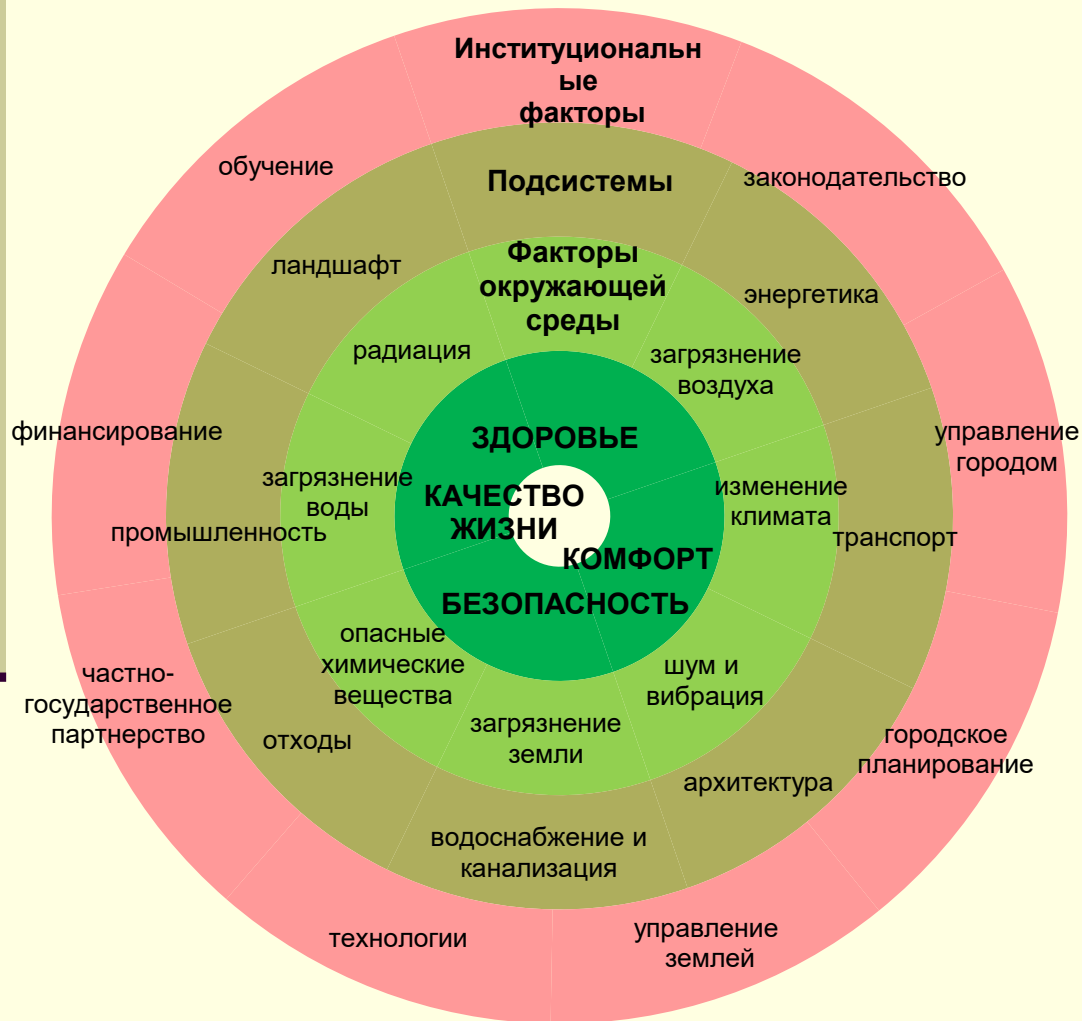 Институциональн
ые
факторы
обучение
законодательство
Подсистемы
ландшафт
энергетика
Факторы
окружающей
среды
радиация
загрязнение
воздуха
финансирование
управление
городом
ЗДОРОВЬЕ
загрязнение
воды
КАЧЕСТВО
ЖИЗНИ
изменение
климата
промышленность
транспорт
КОМФОРТ
БЕЗОПАСНОСТЬ
опасные
химические
вещества
шум и
вибрация
частно-
государственное
партнерство
загрязнение
земли
отходы
городское
планирование
архитектура
водоснабжение и
канализация
технологии
управление
землей